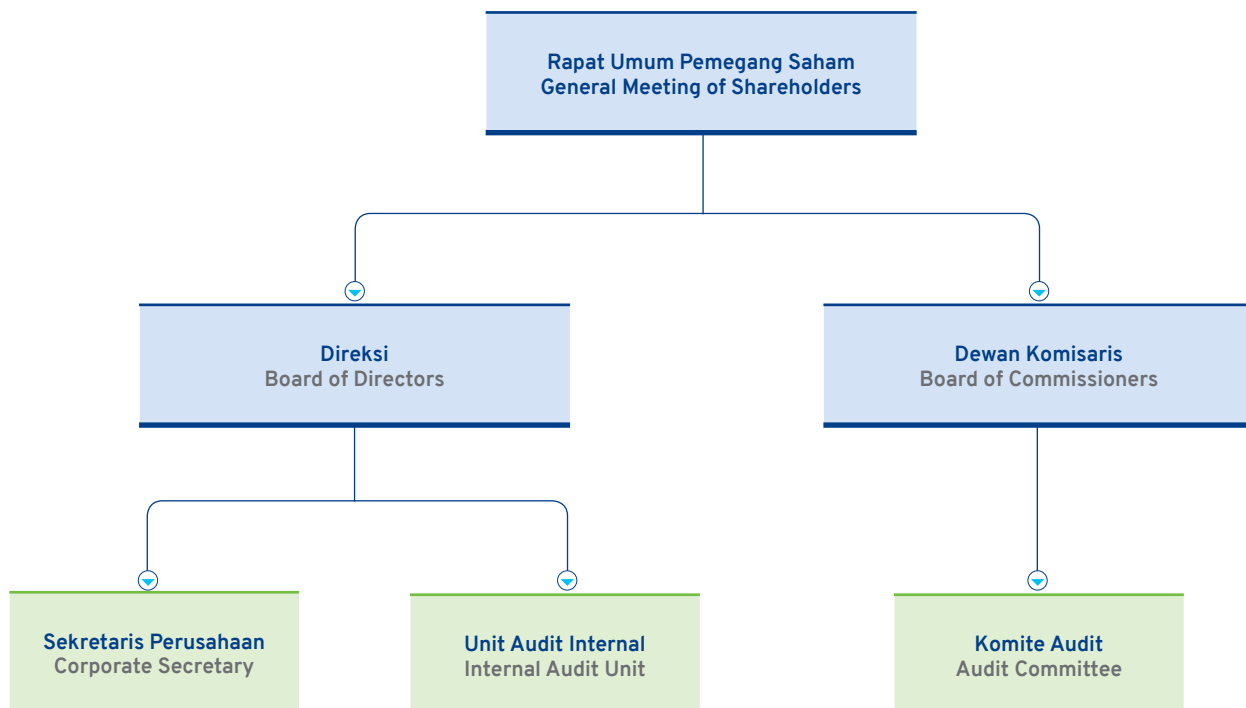 Rapat Umum Pemegang Saham
General Meeting of Shareholders
Direksi
Board of Directors
Dewan Komisaris
Board of Commissioners
Sekretaris Perusahaan
Corporate Secretary
Unit Audit Internal
Internal Audit Unit
Komite Audit
Audit Committee